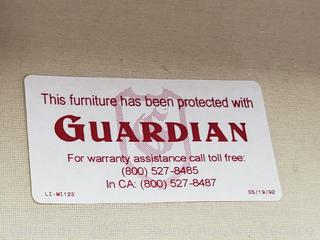 This furniture has been protected with
GUARDIAN
For warranty assistance call toll free:
(800) 527-8485
In CA: (800) 527-8487
LI-WI123 05/19/92